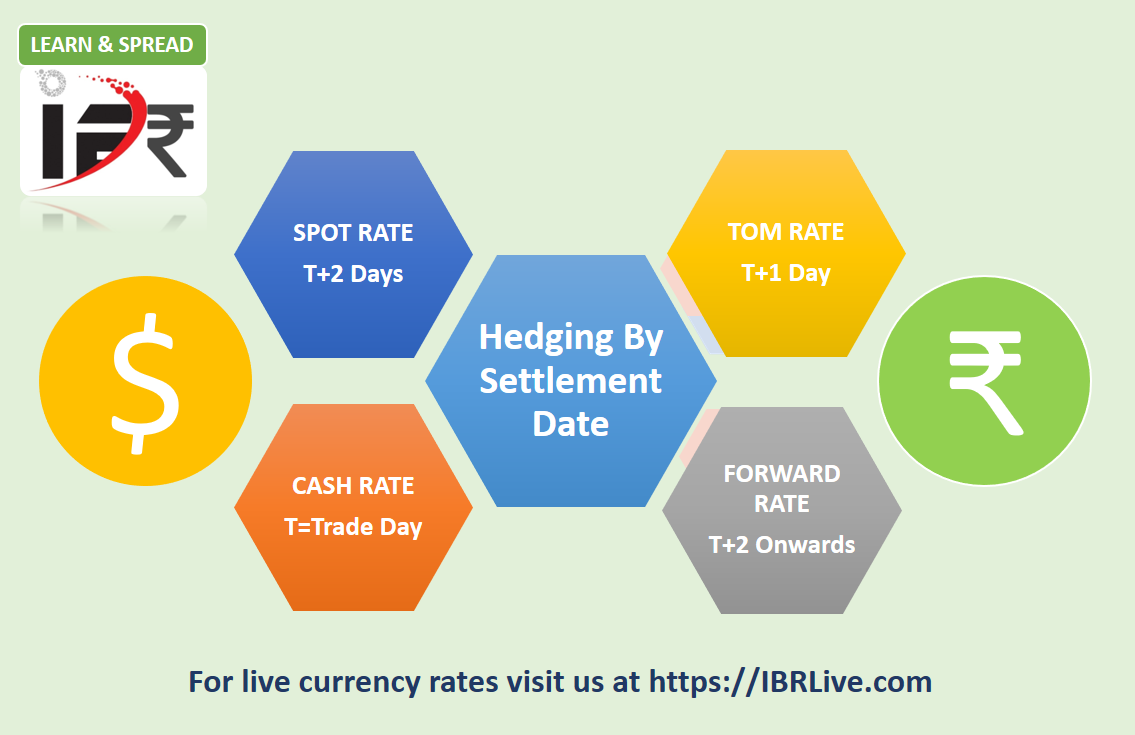 LEARN & SPREAD
IBR₹
SPOT RATE
T+2 Days
TOM RATE
T+1 Day
Hedging By
Settlement
Date
$
₹
CASH RATE
T=Trade Day
FORWARD
RATE
T+2 Onwards
For live currency rates visit us at https://IBRLive.com